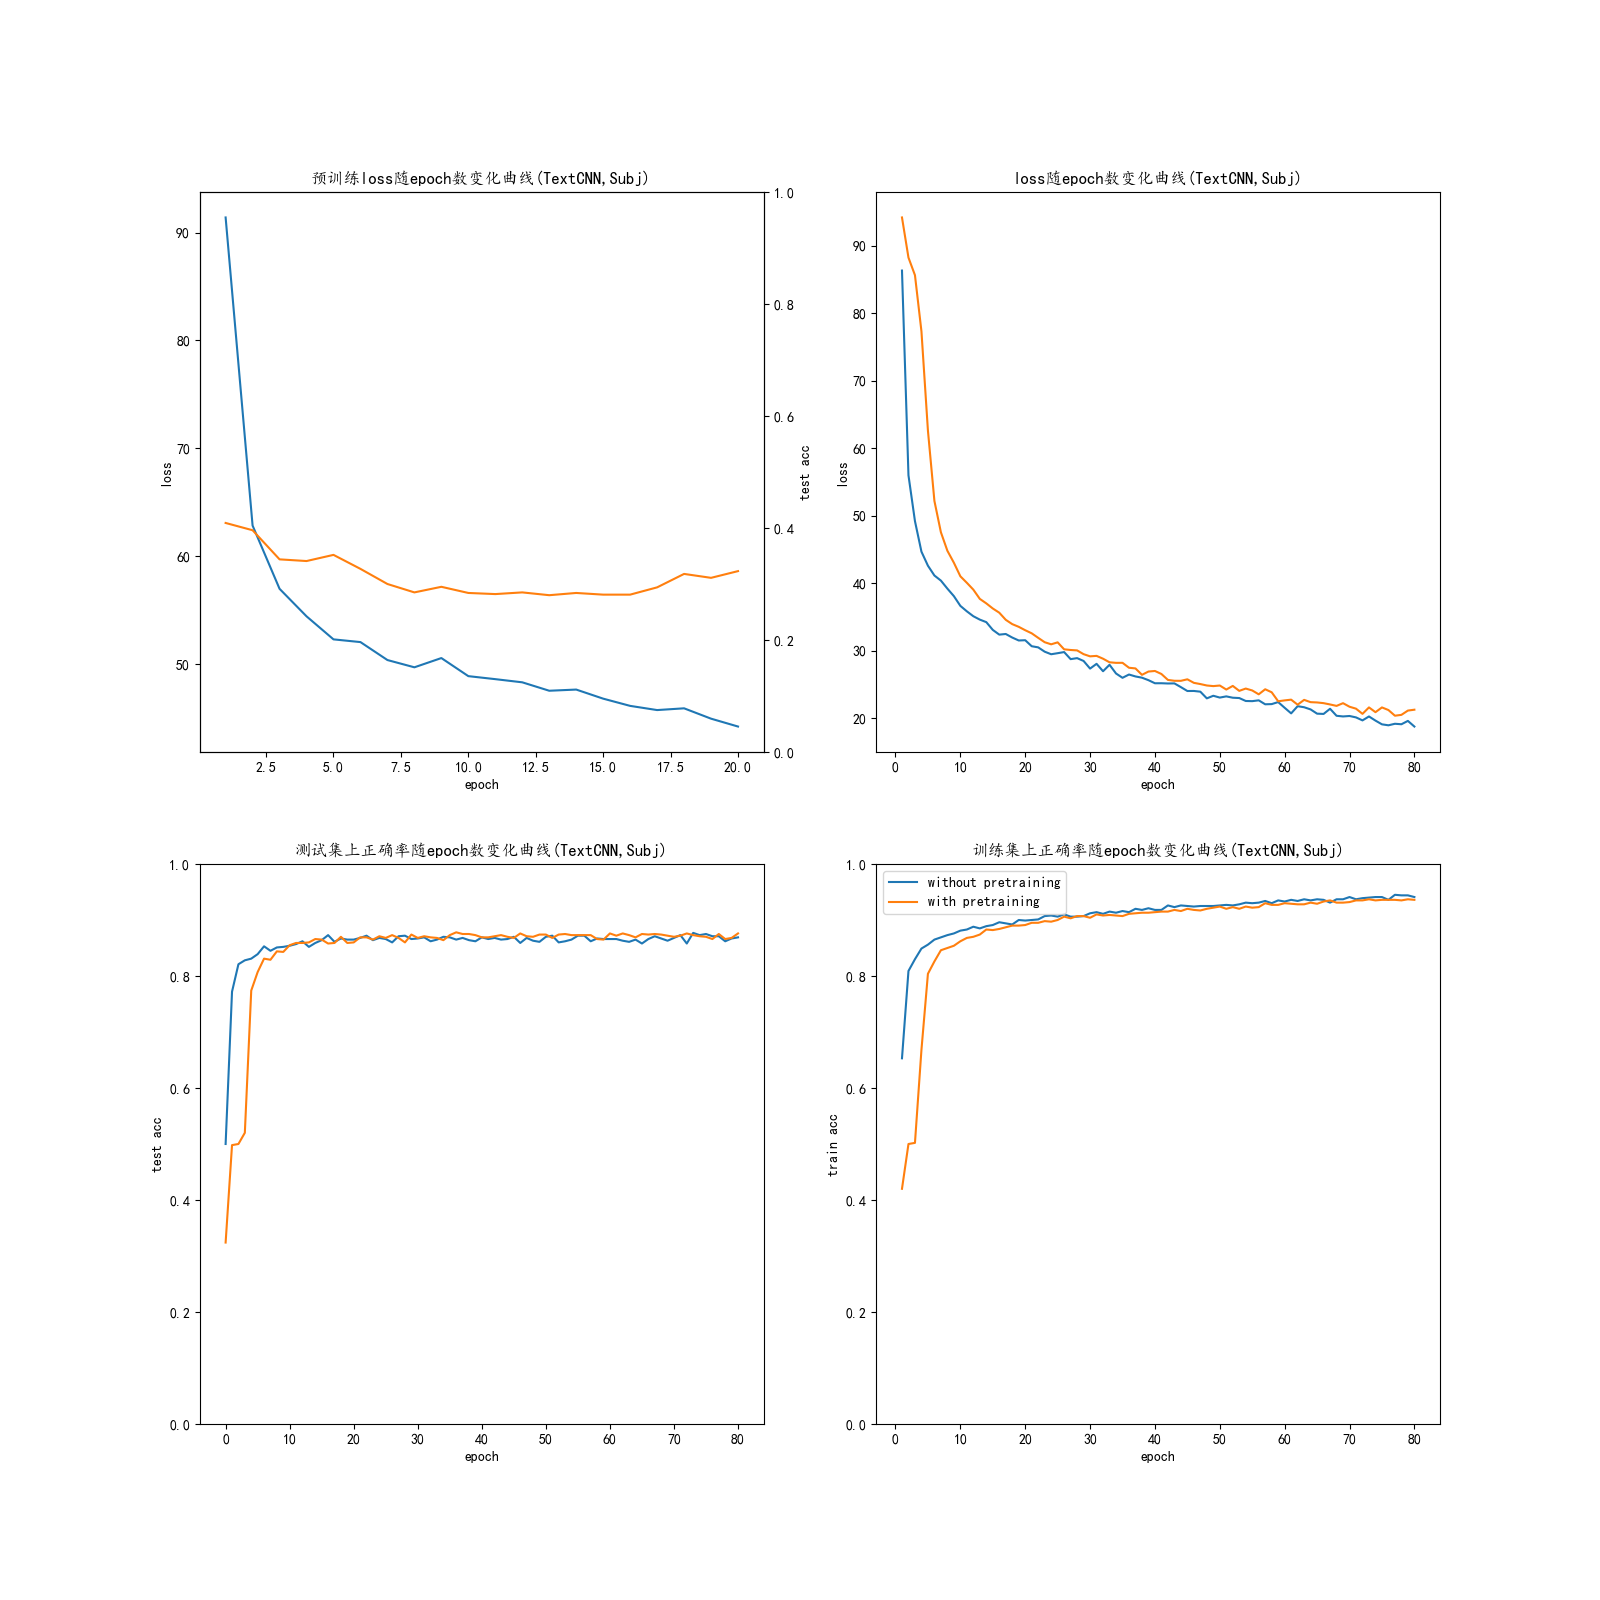 预训练loss随epoch数变化曲线(TextCNN,Subj)
90
80
70
60
50
loss
1.0
0.8
0.6
0.4
0.2
0.0
test acc
2.5 5.0 7.5 10.0 12.5 15.0 17.5 20.0
epoch
loss随epoch数变化曲线(TextCNN,Subj)
90
80
70
60
50
40
30
20
loss
0 10 20 30 40 50 60 70 80
epoch
测试集上正确率随epoch数变化曲线(TextCNN,Subj)
1.0
0.8
0.6
0.4
0.2
0.0
test acc
0 10 20 30 40 50 60 70 80
epoch
训练集上正确率随epoch数变化曲线(TextCNN,Subj)
without pretraining
with pretraining
1.0
0.8
0.6
0.4
0.2
0.0
train acc
0 10 20 30 40 50 60 70 80
epoch